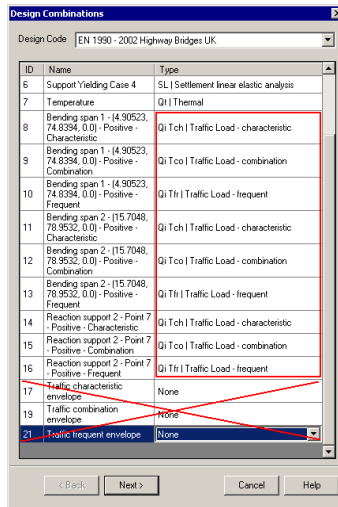 Design Combinations
Design Code EN 1990 - 2002 Highway Bridges UK
ID Name Type
6 Support Yielding Case 4 SL | Settlement linear elastic analysis
7 Temperature Qt | Thermal
Bending span 1 - (4.90523,
8 74.8394, 0.0) - Positive - Qi Tch | Traffic Load - characteristic
Characteristic
Bending span 1 - (4.90523,
9 74.8394, 0.0) - Positive - Qi Tco | Traffic Load - combination
Combination
Bending span 1 - (4.90523,
10 74.8394, 0.0) - Positive - Qi Tfr | Traffic Load - frequent
Frequent
Bending span 2 - (15.7048,
11 78.9532, 0.0) - Positive - Qi Tch | Traffic Load - characteristic
Characteristic
Bending span 2 - (15.7048,
12 78.9532, 0.0) - Positive - Qi Tco | Traffic Load - combination
Combination
Bending span 2 - (15.7048,
13 78.9532, 0.0) - Positive - Qi Tfr | Traffic Load - frequent
Frequent
14 Reaction support 2 - Point 7 Qi Tch | Traffic Load - characteristic
- Positive - Characteristic
15 Reaction support 2 - Point 7 Qi Tco | Traffic Load - combination
- Positive - Combination
16 Reaction support 2 - Point 7 Qi Tfr | Traffic Load - frequent
- Positive - Frequent
17 Traffic characteristic None
envelope
19 Traffic combination None
envelope
21 Traffic frequent envelope None
< Back Next > Cancel Help